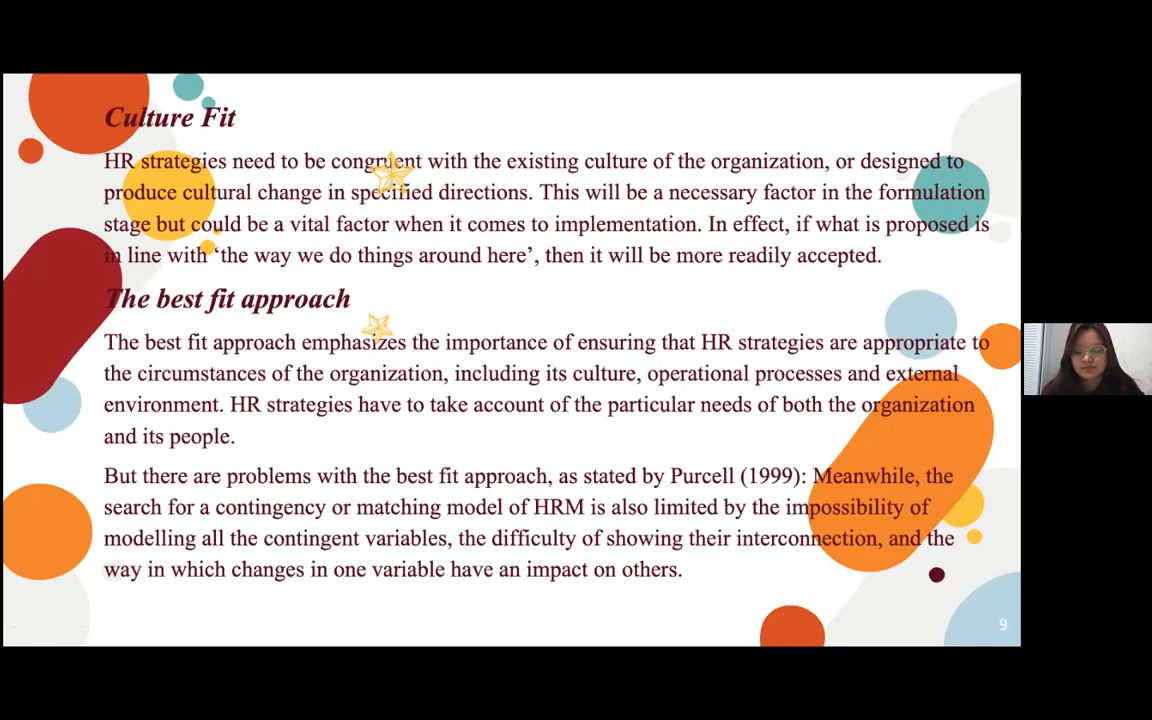 Culture Fit
HR strategies need to be congruent with the existing culture of the organization, or designed to
produce cultural change in specified directions. This will be a necessary factor in the formulation
stage but could be a vital factor when it comes to implementation. In effect, if what is proposed is
in line with ‘the way we do things around here’, then it will be more readily accepted.
The best fit approach
The best fit approach emphasizes the importance of ensuring that HR strategies are appropriate to
the circumstances of the organization, including its culture, operational processes and external
environment. HR strategies have to take account of the particular needs of both the organization
and its people.
But there are problems with the best fit approach, as stated by Purcell (1999): Meanwhile, the
search for a contingency or matching model of HRM is also limited by the impossibility of
modelling all the contingent variables, the difficulty of showing their interconnection, and the
way in which changes in one variable have an impact on others.
9